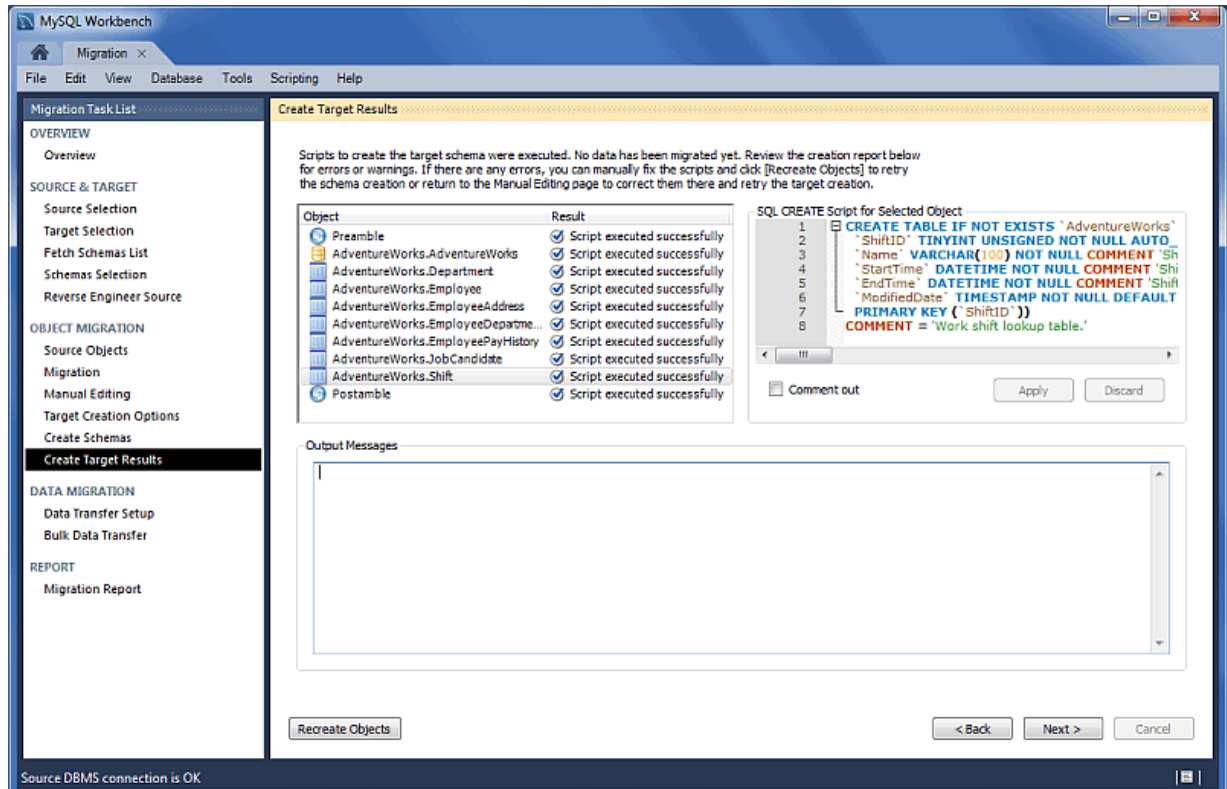 MySQL Workbench
Migration
File Edit View Database Tools Scripting Help
Migration Task List
OVERVIEW
Overview
SOURCE & TARGET
Source Selection
Target Selection
Fetch Schemas List
Schemas Selection
Reverse Engineer Source
OBJECT MIGRATION
Source Objects
Migration
Manual Editing
Target Creation Options
Create Schemas
Create Target Results
DATA MIGRATION
Data Transfer Setup
Bulk Data Transfer
REPORT
Migration Report
Create Target Results
Scripts to create the target schema were executed. No data has been migrated yet. Review the creation report below
for errors or warnings. If there are any errors, you can manually fix the scripts and click [Recreate Objects] to retry
the schema creation or return to the Manual Editing page to correct them there and retry the target creation.
Object Result
Preamble Script executed successfully
AdventureWorks.AdventureWorks Script executed successfully
AdventureWorks.Department Script executed successfully
AdventureWorks.Employee Script executed successfully
AdventureWorks.EmployeeAddress Script executed successfully
AdventureWorks.EmployeeDepartme... Script executed successfully
AdventureWorks.EmployeePayHistory Script executed successfully
AdventureWorks.JobCandidate Script executed successfully
AdventureWorks.Shift Script executed successfully
Postamble Script executed successfully
SQL CREATE Script for Selected Object
1 CREATE TABLE IF NOT EXISTS `AdventureWorks`
2 `ShiftID` TINYINT UNSIGNED NOT NULL AUTO_
3 `Name` VARCHAR(100) NOT NULL COMMENT 'Sh
4 `StartTime` DATETIME NOT NULL COMMENT 'Shi
5 `EndTime` DATETIME NOT NULL COMMENT 'Shift
6 `ModifiedDate` TIMESTAMP NOT NULL DEFAULT
7 PRIMARY KEY (`ShiftID`))
8 COMMENT = 'Work shift lookup table.'
Comment out Apply Discard
Output Messages
Recreate Objects < Back Next > Cancel
Source DBMS connection is OK